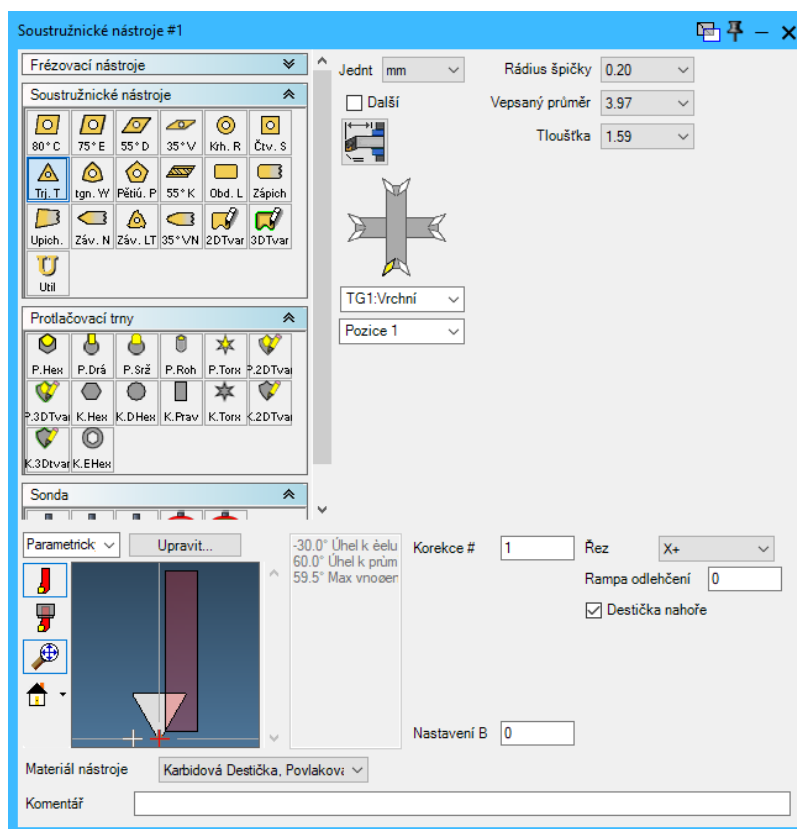 Soustružnické nástroje #1
Frézovací nástroje
Soustružnické nástroje
80°C 75°E 55°D 35°V Krh. R Čtv. S
Trj. T tgn. W Pětiú. P 55°K Obd. L Zápich
Upich. Záv. N Záv. LT 35°VN 2DTvar 3DTvar
Util
Protlačovací trny
P.Hex P.Drá P.Srž P.Roh P.Torx P.2DTvar
P.3DTvar K.Hex K.DHex K.Prav K.Torx K.2DTvar
K.3Dtvar K.EHex
Sonda
Jednt mm
Další
TG1:Vrchní
Pozice 1
Rádius špičky 0.20
Vepsaný průměr 3.97
Tloušťka 1.59
Parametrick Upravit...
-30.0° Úhel k èelu
60.0° Úhel k prùm
59.5° Max vnoøen
Korekce # 1
Řez X+
Rampa odlehčení 0
Destička nahoře
Nastavení B 0
Materiál nástroje Karbidová Destička, Povlakova
Komentář